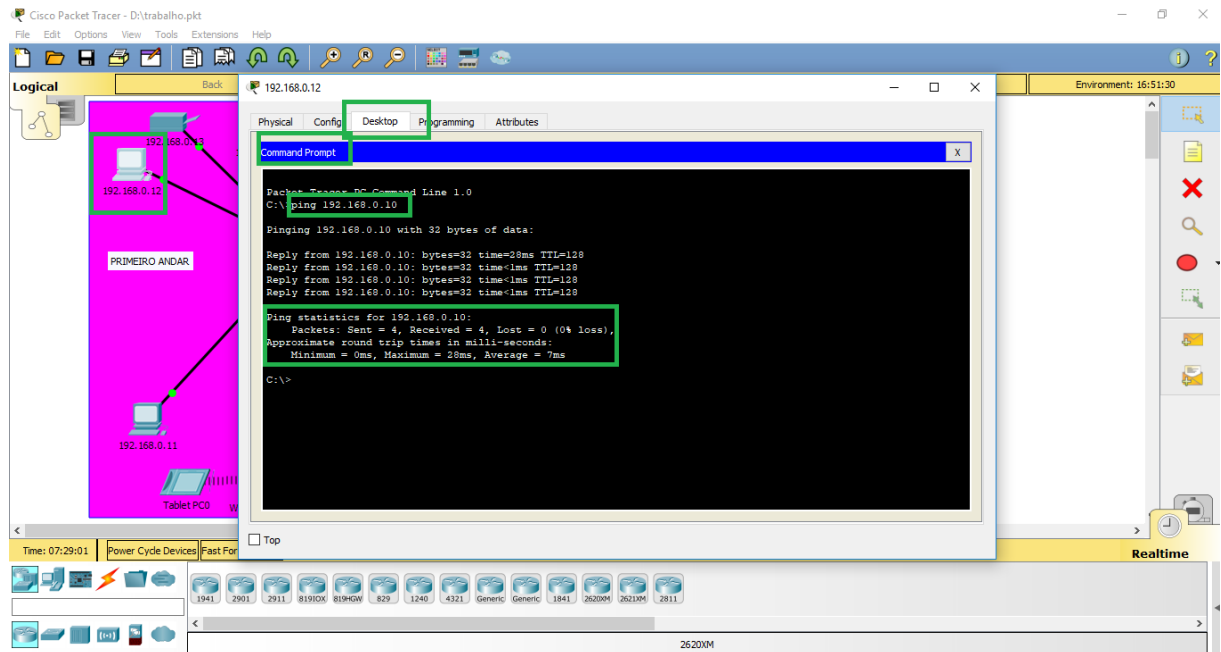 Cisco Packet Tracer - D:\trabalho.pkt
File Edit Options View Tools Extensions Help
Logical
Back
Environment: 16:51:30
192.168.0.12
Physical Config Desktop Programming Attributes
Command Prompt
X
Packet Tracer PC Command Line 1.0
C:\>ping 192.168.0.10
Pinging 192.168.0.10 with 32 bytes of data:
Reply from 192.168.0.10: bytes=32 time=28ms TTL=128
Reply from 192.168.0.10: bytes=32 time<1ms TTL=128
Reply from 192.168.0.10: bytes=32 time<1ms TTL=128
Reply from 192.168.0.10: bytes=32 time<1ms TTL=128
Ping statistics for 192.168.0.10:
Packets: Sent = 4, Received = 4, Lost = 0 (0% loss),
Approximate round trip times in milli-seconds:
Minimum = 0ms, Maximum = 28ms, Average = 7ms
C:\>
Top
192.168.0.13
192.168.0.12
PRIMEIRO ANDAR
192.168.0.11
Tablet PC0 W
Time: 07:29:01 Power Cycle Devices Fast For
Realtime
1941 2901 2911 819IOX 819HGW 829 1240 4321 Generic Generic 1841 2620XM 2621XM 2811
2620XM